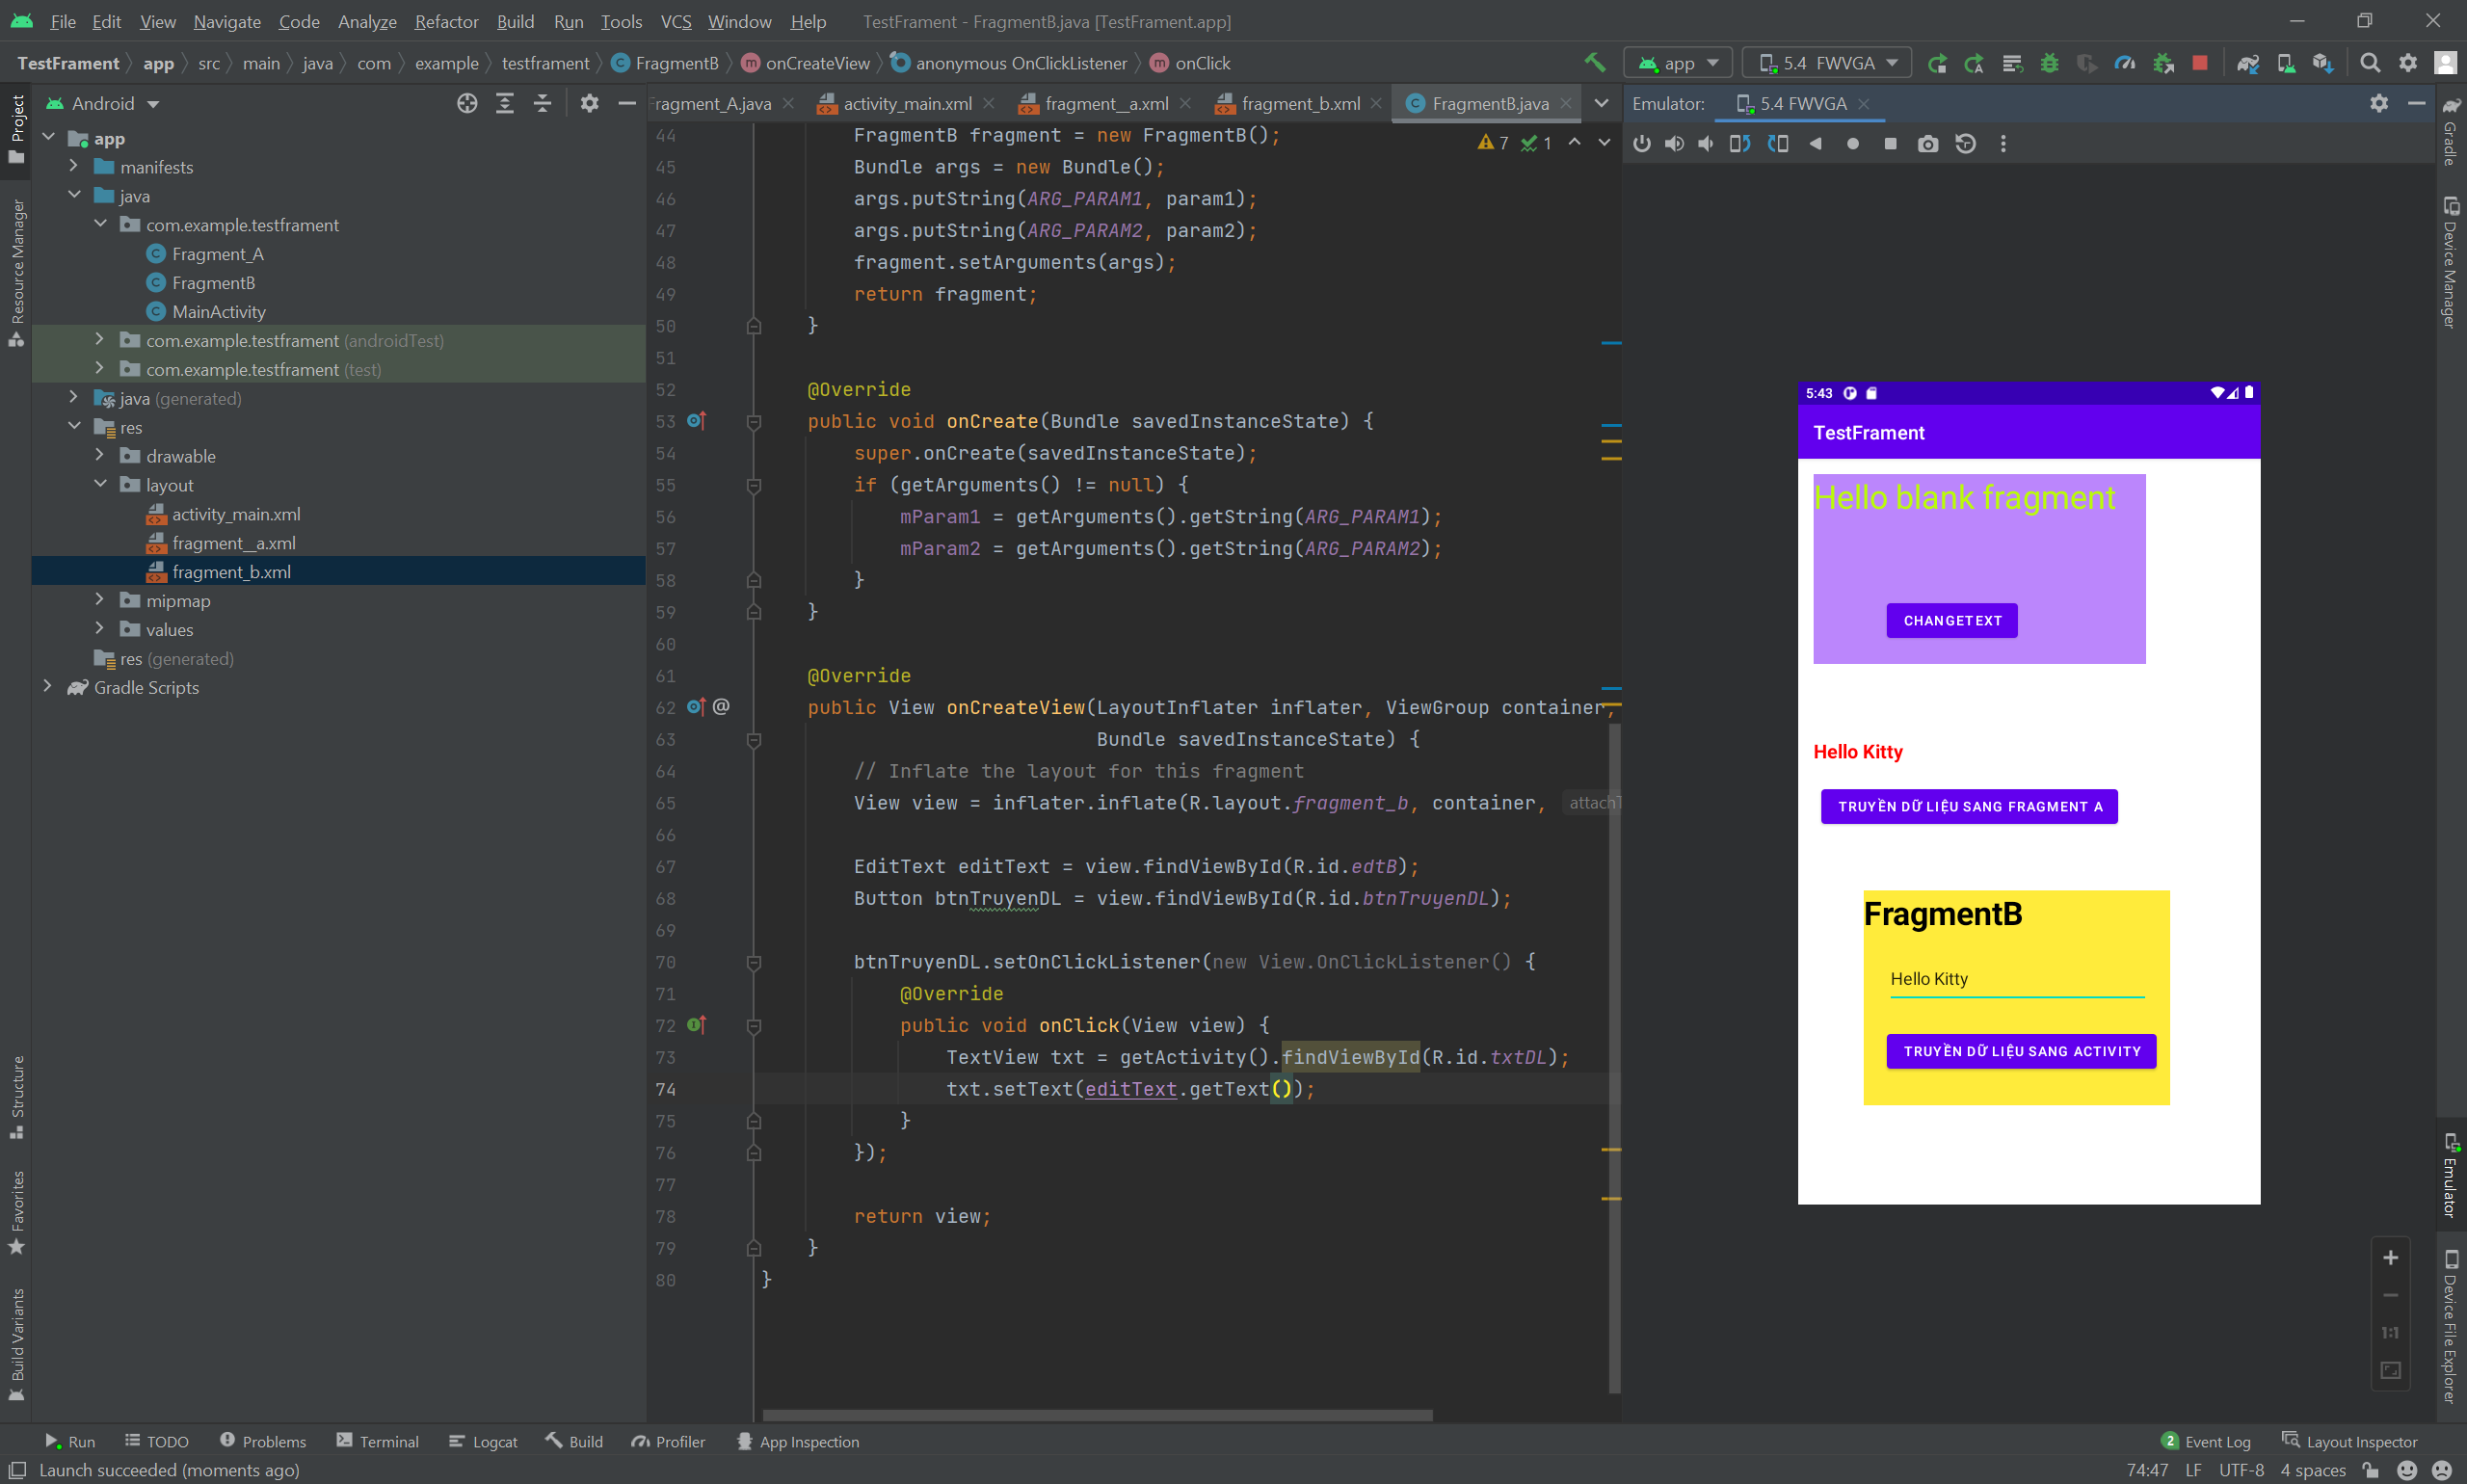 File Edit View Navigate Code Analyze Refactor Build Run Tools VCS Window Help TestFrament - FragmentB.java [TestFrament.app]
TestFrament app src main java com example testframent FragmentB onCreateView anonymous OnClickListener onClick
app
5.4 FWVGA
Project
Resource Manager
Structure
Favorites
Build Variants
Android
app
manifests
java
com.example.testframent
Fragment_A
FragmentB
MainActivity
com.example.testframent (androidTest)
com.example.testframent (test)
java (generated)
res
drawable
layout
activity_main.xml
fragment__a.xml
fragment_b.xml
mipmap
values
res (generated)
Gradle Scripts
Fragment_A.java activity_main.xml fragment__a.xml fragment_b.xml FragmentB.java
7 1
44 FragmentB fragment = new FragmentB();
45 Bundle args = new Bundle();
46 args.putString(ARG_PARAM1, param1);
47 args.putString(ARG_PARAM2, param2);
48 fragment.setArguments(args);
49 return fragment;
50 }
51
52 @Override
53 public void onCreate(Bundle savedInstanceState) {
54 super.onCreate(savedInstanceState);
55 if (getArguments() != null) {
56 mParam1 = getArguments().getString(ARG_PARAM1);
57 mParam2 = getArguments().getString(ARG_PARAM2);
58 }
59 }
60
61 @Override
62 @ public View onCreateView(LayoutInflater inflater, ViewGroup container,
63 Bundle savedInstanceState) {
64 // Inflate the layout for this fragment
65 View view = inflater.inflate(R.layout.fragment_b, container, attachT
66
67 EditText editText = view.findViewById(R.id.edtB);
68 Button btnTruyenDL = view.findViewById(R.id.btnTruyenDL);
69
70 btnTruyenDL.setOnClickListener(new View.OnClickListener() {
71 @Override
72 public void onClick(View view) {
73 TextView txt = getActivity().findViewById(R.id.txtDL);
74 txt.setText(editText.getText());
75 }
76 });
77
78 return view;
79 }
80 }
Emulator: 5.4 FWVGA
5:43
TestFrament
Hello blank fragment
CHANGETEXT
Hello Kitty
TRUYỀN DỮ LIỆU SANG FRAGMENT A
FragmentB
Hello Kitty
TRUYỀN DỮ LIỆU SANG ACTIVITY
1:1
Gradle
Device Manager
Emulator
Device File Explorer
Run TODO Problems Terminal Logcat Build Profiler App Inspection 2 Event Log Layout Inspector
Launch succeeded (moments ago) 74:47 LF UTF-8 4 spaces